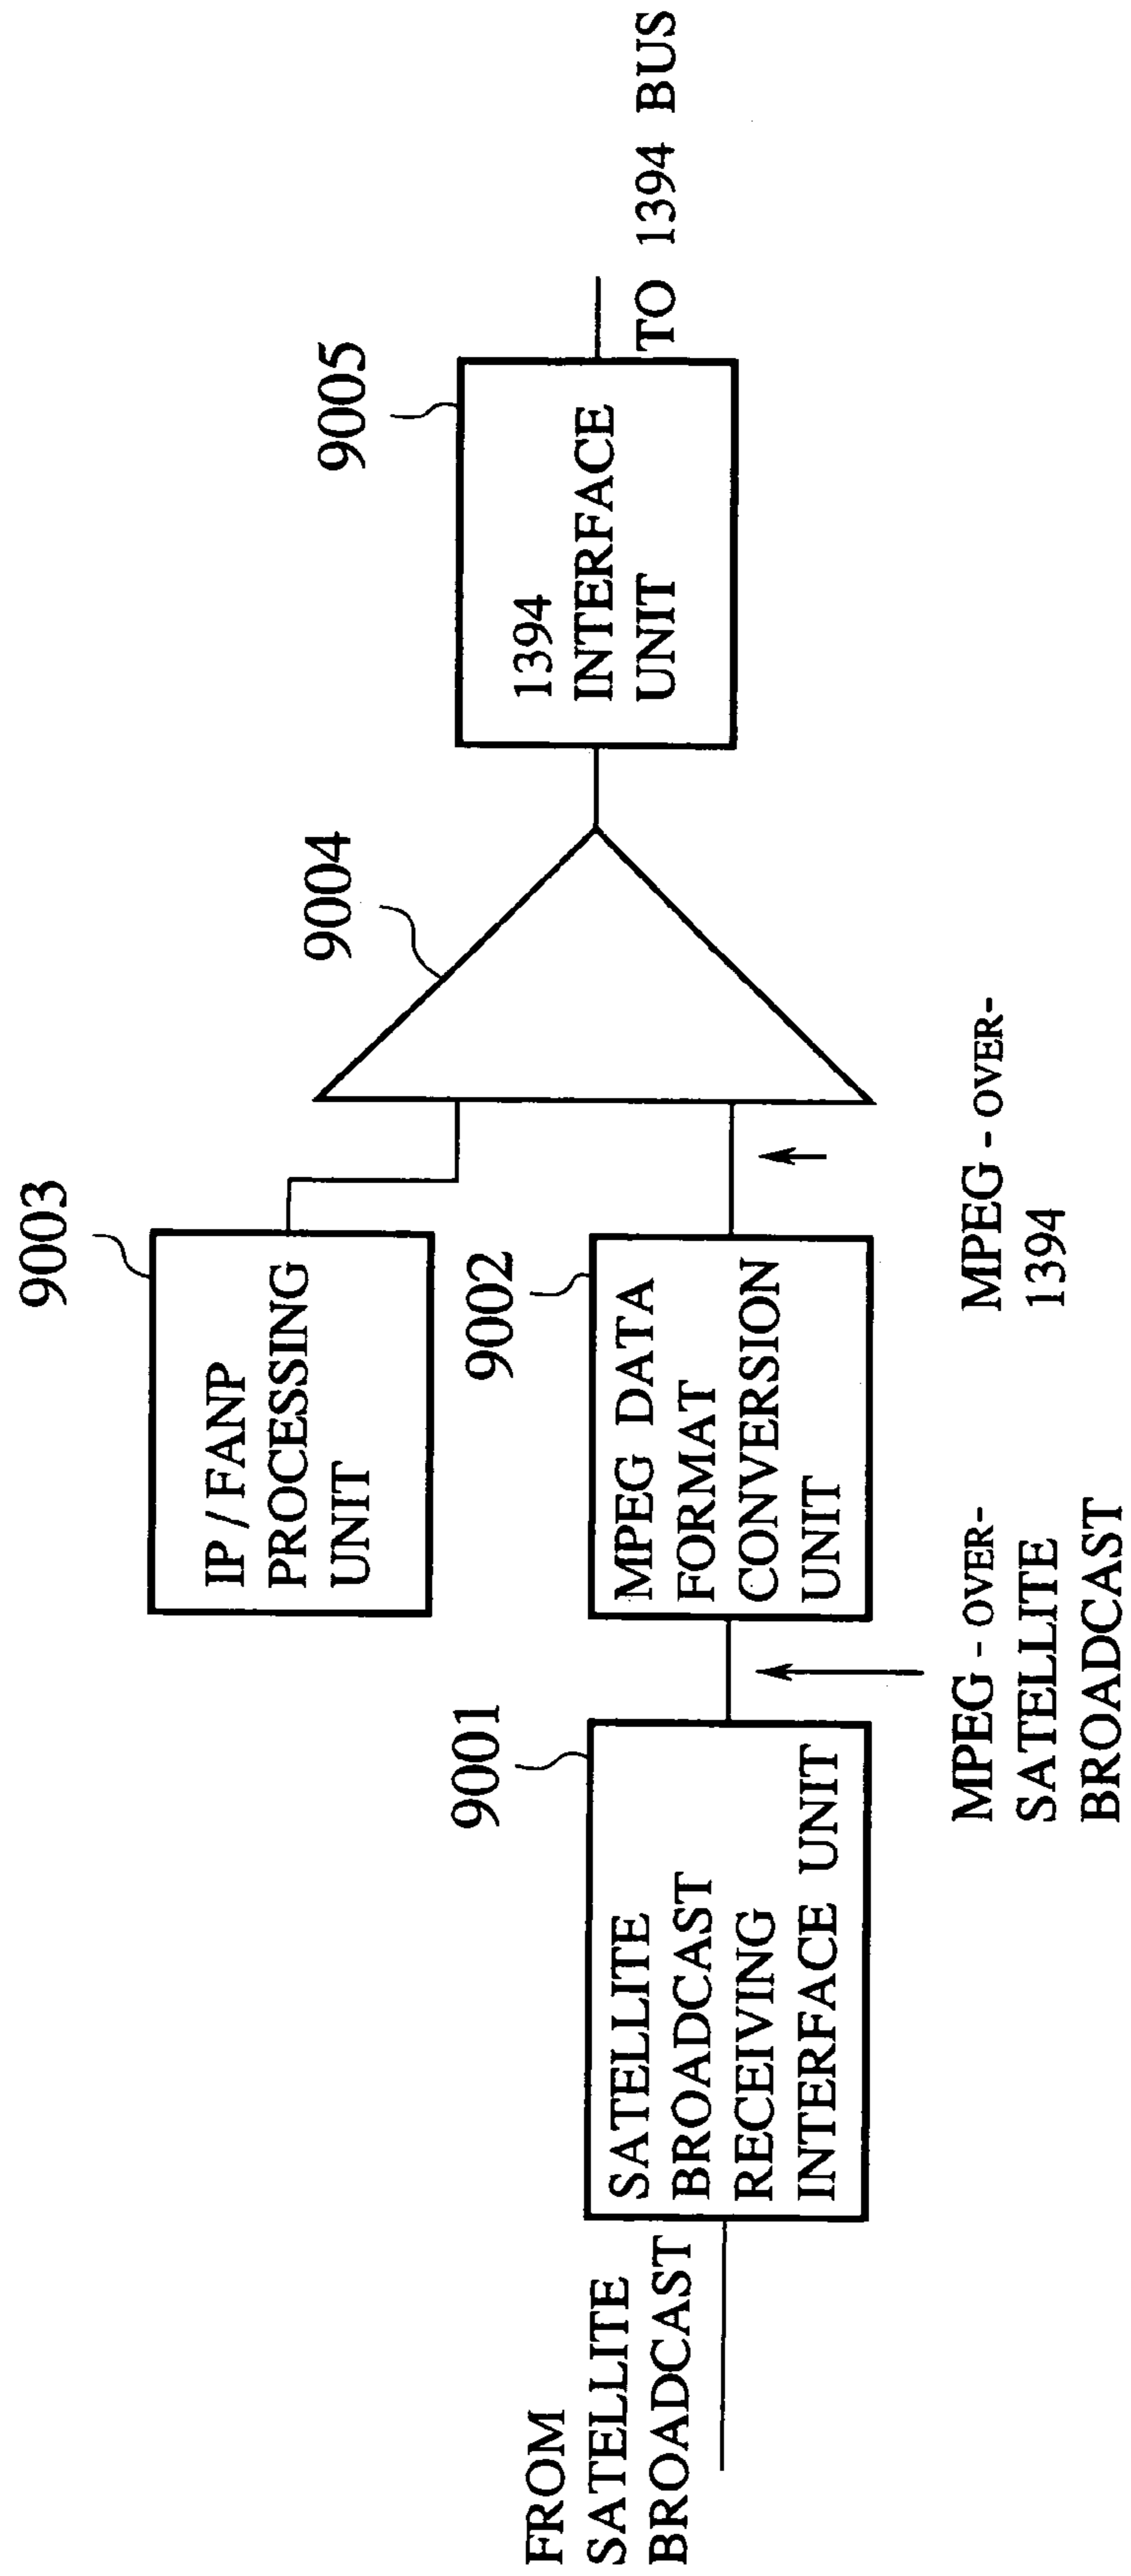 FROM
SATELLITE
BROADCAST
9001
SATELLITE
BROADCAST
RECEIVING
INTERFACE UNIT
MPEG - OVER-
SATELLITE
BROADCAST
9002
MPEG DATA
FORMAT
CONVERSION
UNIT
9003
IP / FANP
PROCESSING
UNIT
MPEG - OVER-
1394
9004
9005
1394
INTERFACE
UNIT
TO 1394 BUS